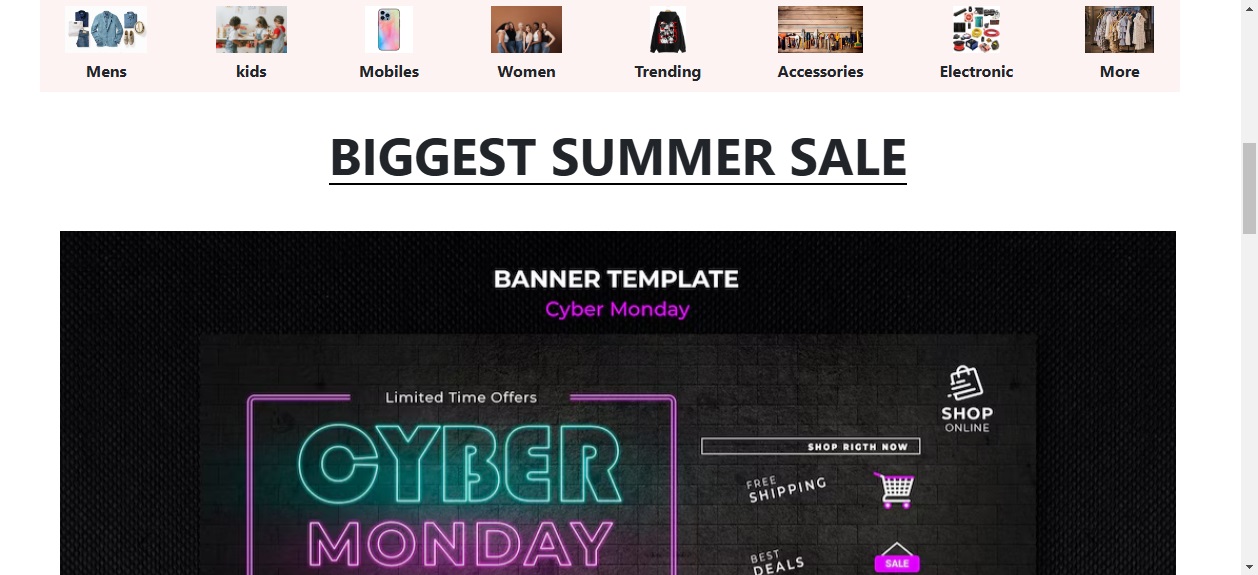 Mens kids Mobiles Women Trending Accessories Electronic More
BIGGEST SUMMER SALE
BANNER TEMPLATE
Cyber Monday
Limited Time Offers
CYBER
MONDAY
SHOP
ONLINE
SHOP RIGTH NOW
FREE
SHIPPING
BEST
DEALS
SALE